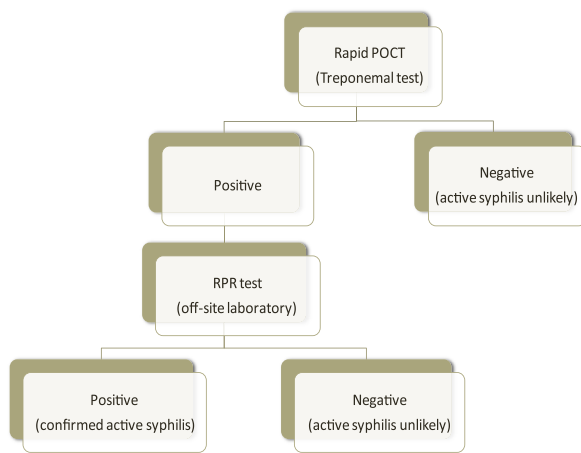 Rapid POCT
(Treponemal test)
Positive
Negative
(active syphilis unlikely)
RPR test
(off-site laboratory)
Positive
(confirmed active syphilis)
Negative
(active syphilis unlikely)